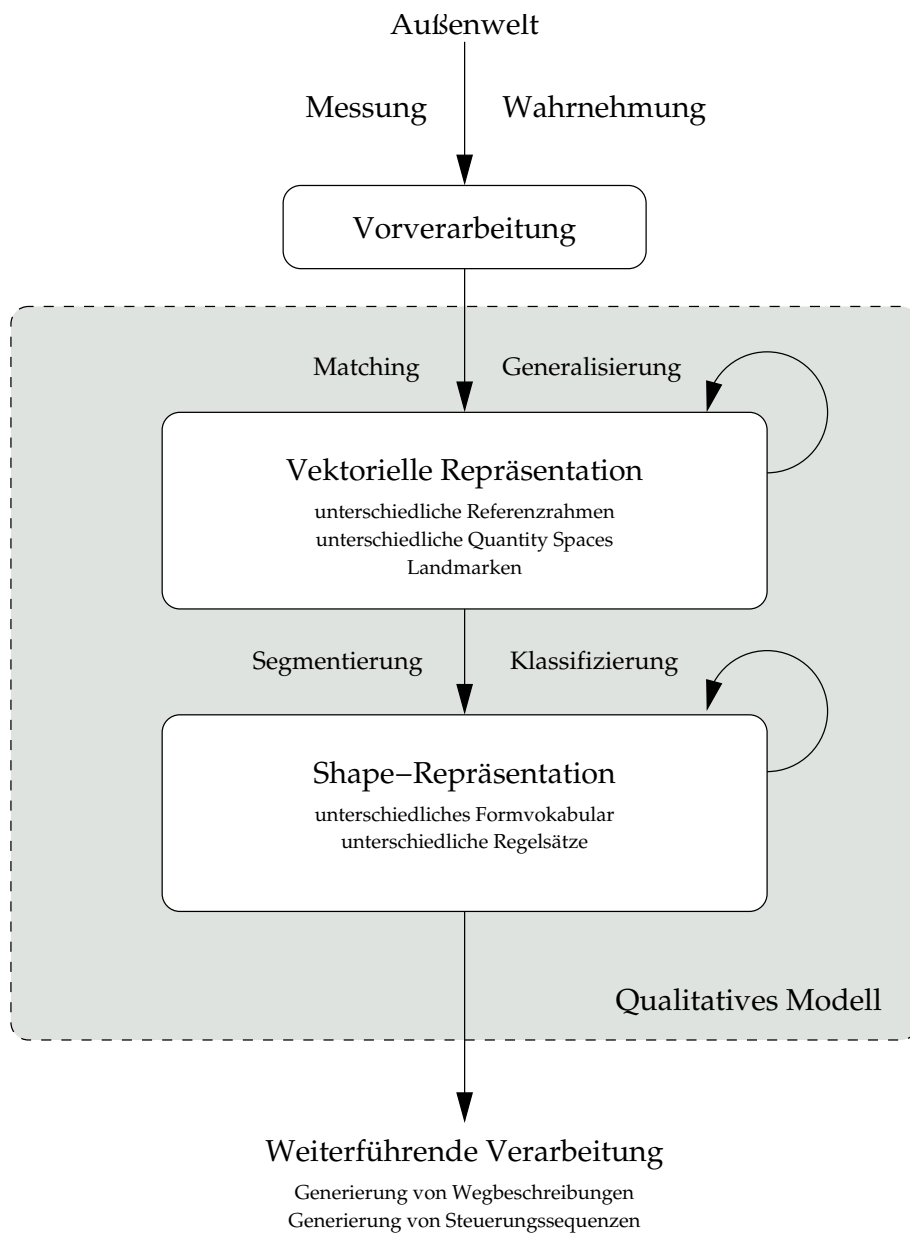 Außenwelt
Messung Wahrnehmung
Vorverarbeitung
Matching Generalisierung
Vektorielle Repräsentation
unterschiedliche Referenzrahmen
unterschiedliche Quantity Spaces
Landmarken
Segmentierung Klassifizierung
Shape–Repräsentation
unterschiedliches Formvokabular
unterschiedliche Regelsätze
Qualitatives Modell
Weiterführende Verarbeitung
Generierung von Wegbeschreibungen
Generierung von Steuerungssequenzen